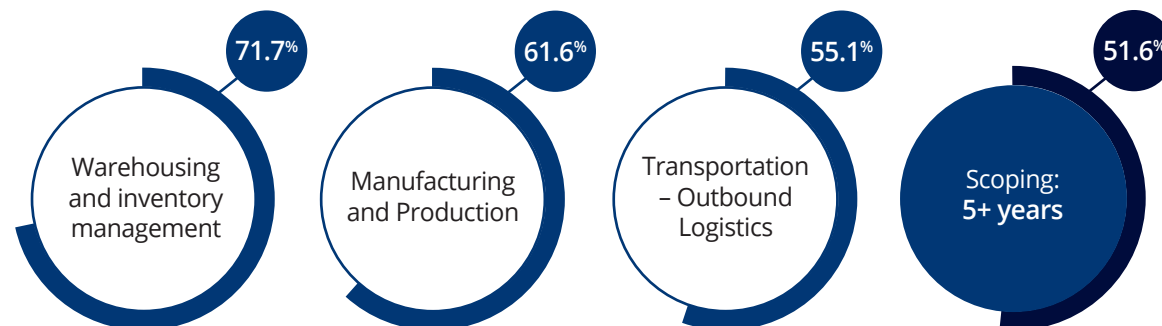 71.7%
61.6%
55.1%
51.6%
Warehousing
and inventory
management
Manufacturing
and Production
Transportation
– Outbound
Logistics
Scoping:
5+ years